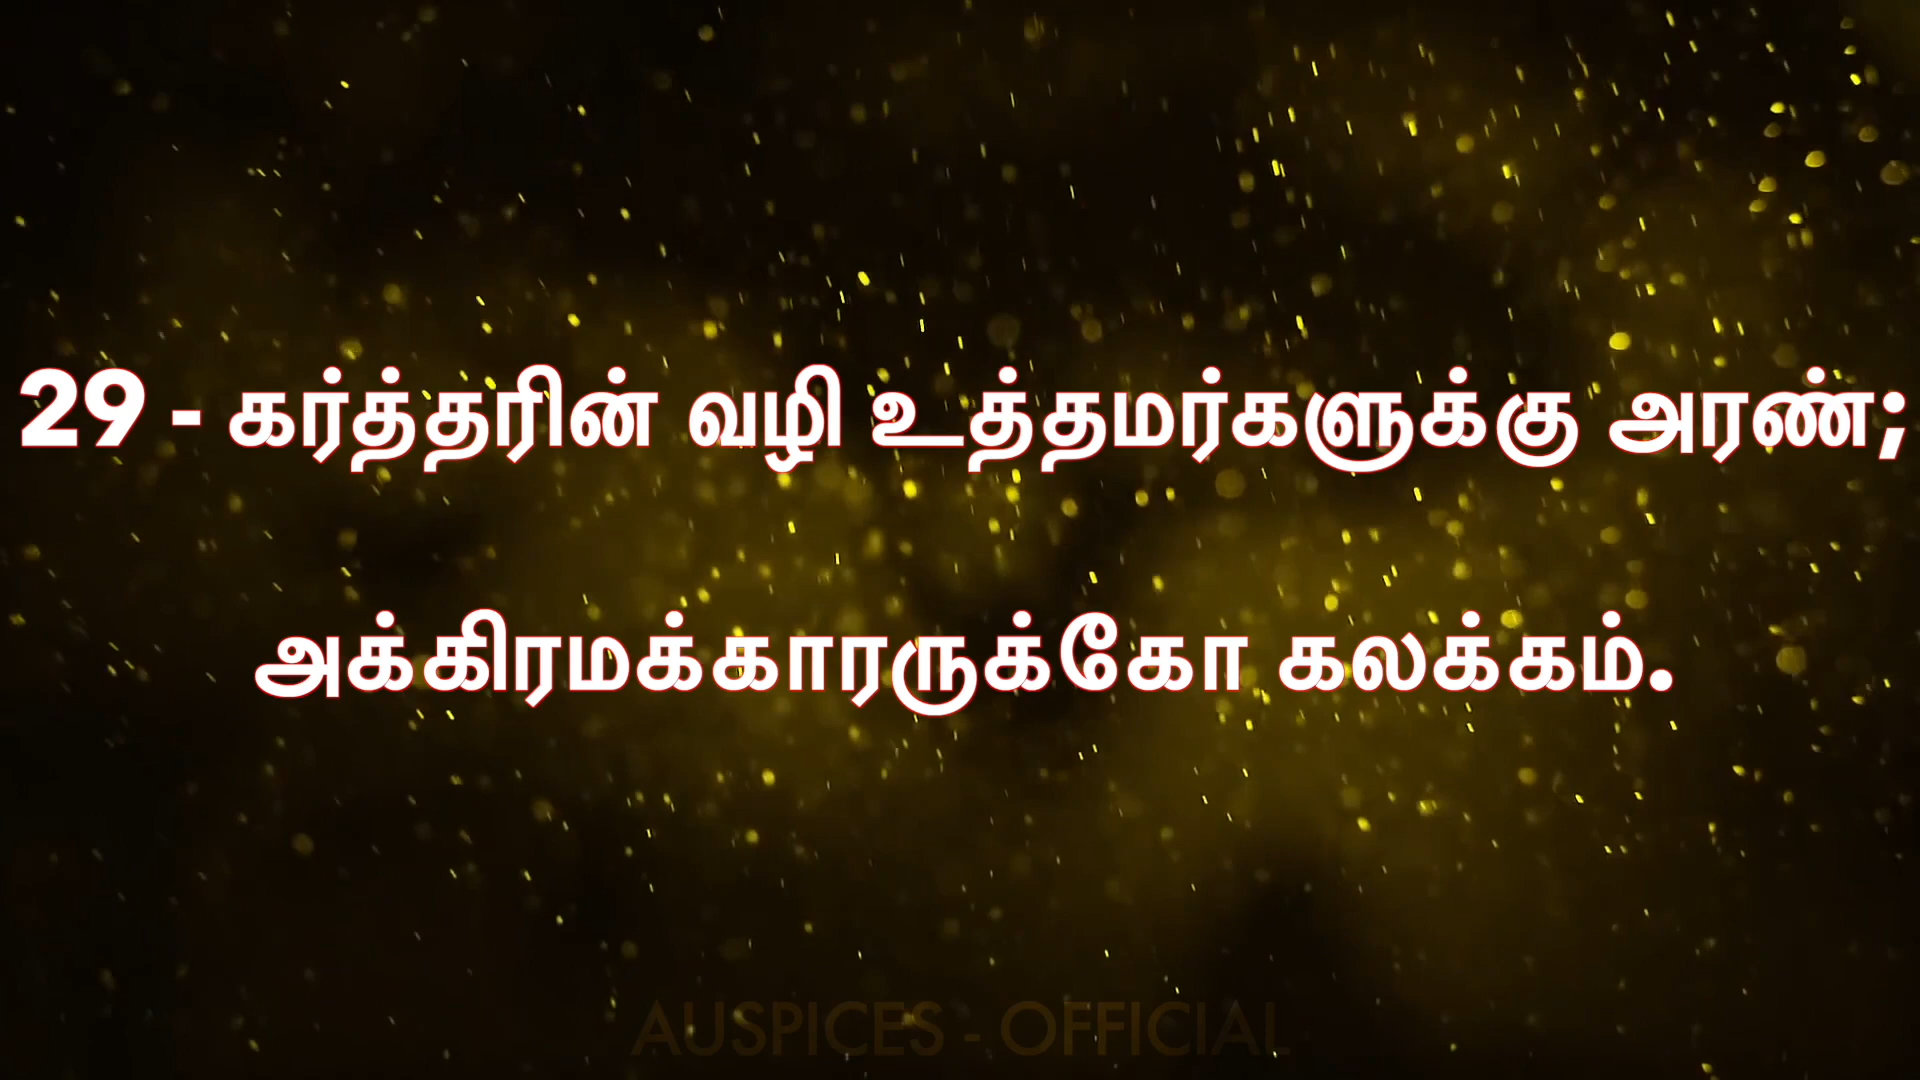 29 - கர்த்தரின் வழி உத்தமர்களுக்கு அரண்;
அக்கிரமக்காரருக்கோ கலக்கம்.
AUSPICES - OFFICIAL